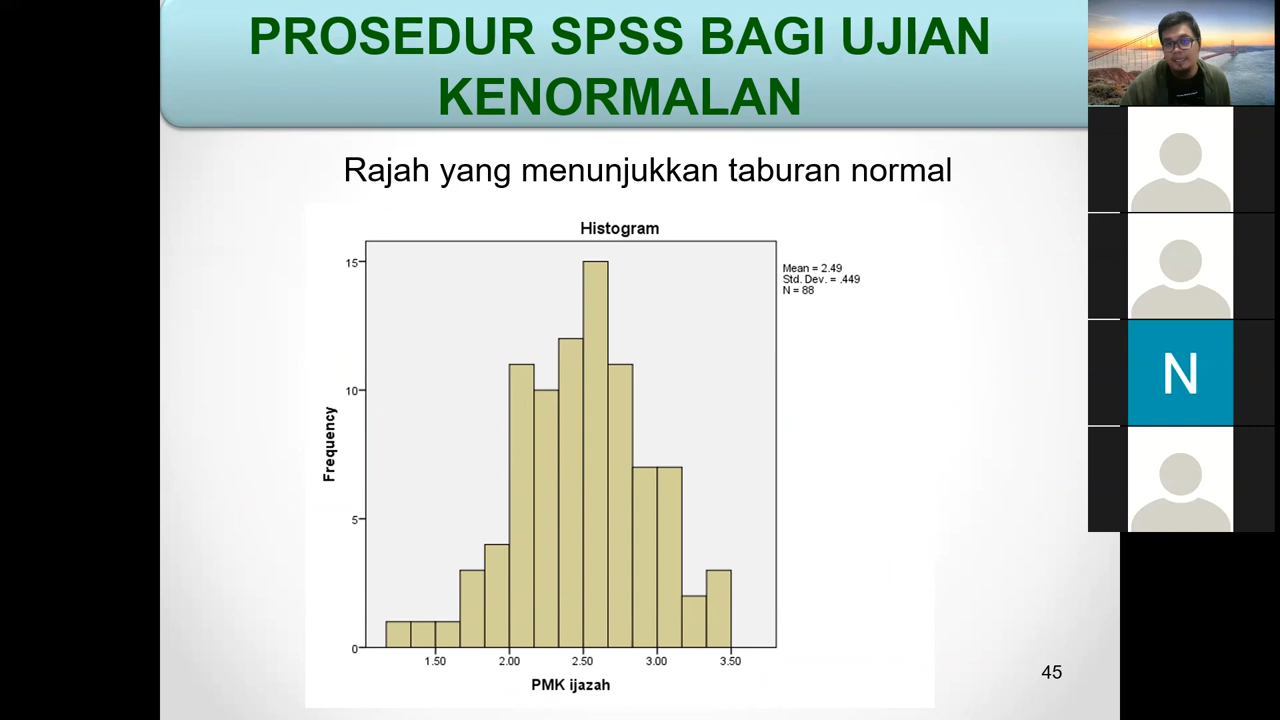 PROSEDUR SPSS BAGI UJIAN
KENORMALAN
Rajah yang menunjukkan taburan normal
Histogram
Mean = 2.49
Std. Dev. = .449
N = 88
15
10
5
0
Frequency
1.50 2.00 2.50 3.00 3.50
PMK ijazah
45
N